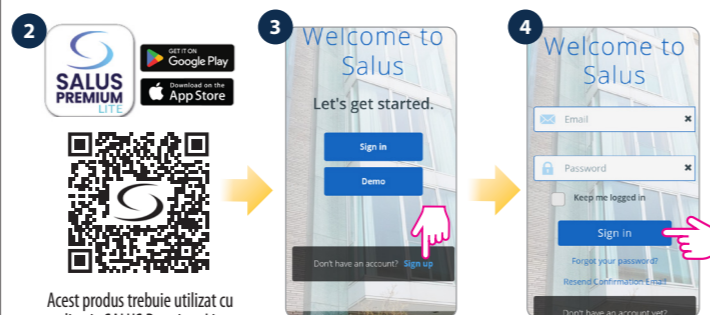 2
SALUS
PREMIUM
LITE
GET IT ON
Google Play
Download on the
App Store
Acest produs trebuie utilizat cu
3
Welcome to
Salus
Let's get started.
Sign in
Demo
Don't have an account? Sign up
4
Welcome to
Salus
Email
Password
Keep me logged in
Sign in
Forgot your password?
Resend Confirmation Email
Don't have an account yet?